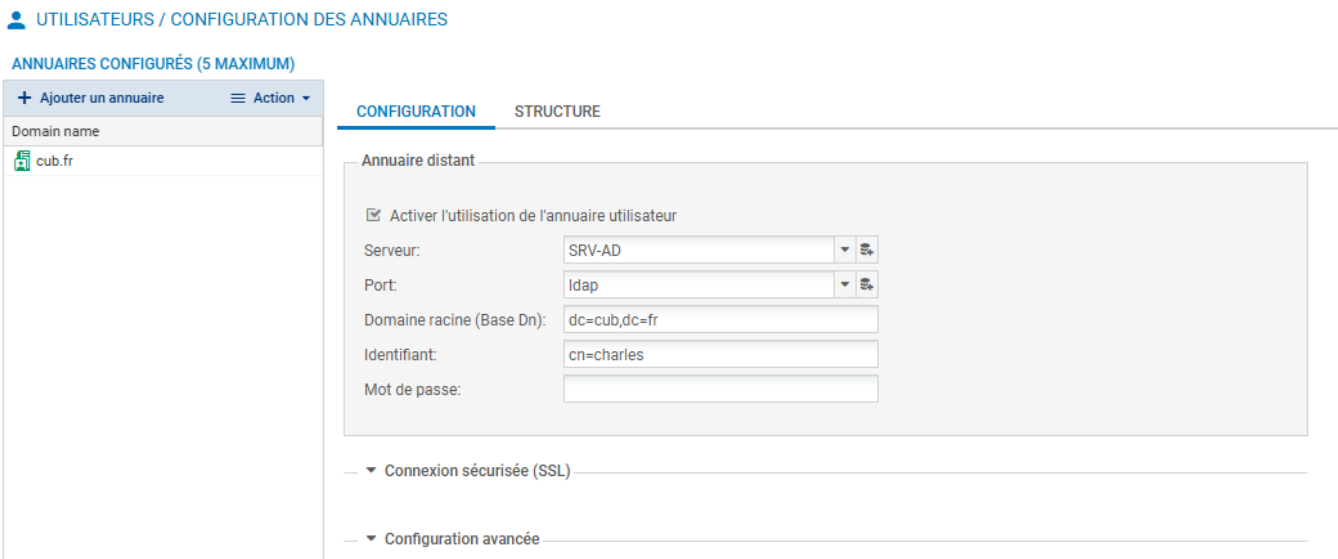 UTILISATEURS / CONFIGURATION DES ANNUAIRES
ANNUAIRES CONFIGURÉS (5 MAXIMUM)
+ Ajouter un annuaire
Action
Domain name
cub.fr
CONFIGURATION
STRUCTURE
Annuaire distant
Activer l'utilisation de l'annuaire utilisateur
Serveur: SRV-AD
Port: ldap
Domaine racine (Base Dn): dc=cub,dc=fr
Identifiant: cn=charles
Mot de passe:
Connexion sécurisée (SSL)
Configuration avancée